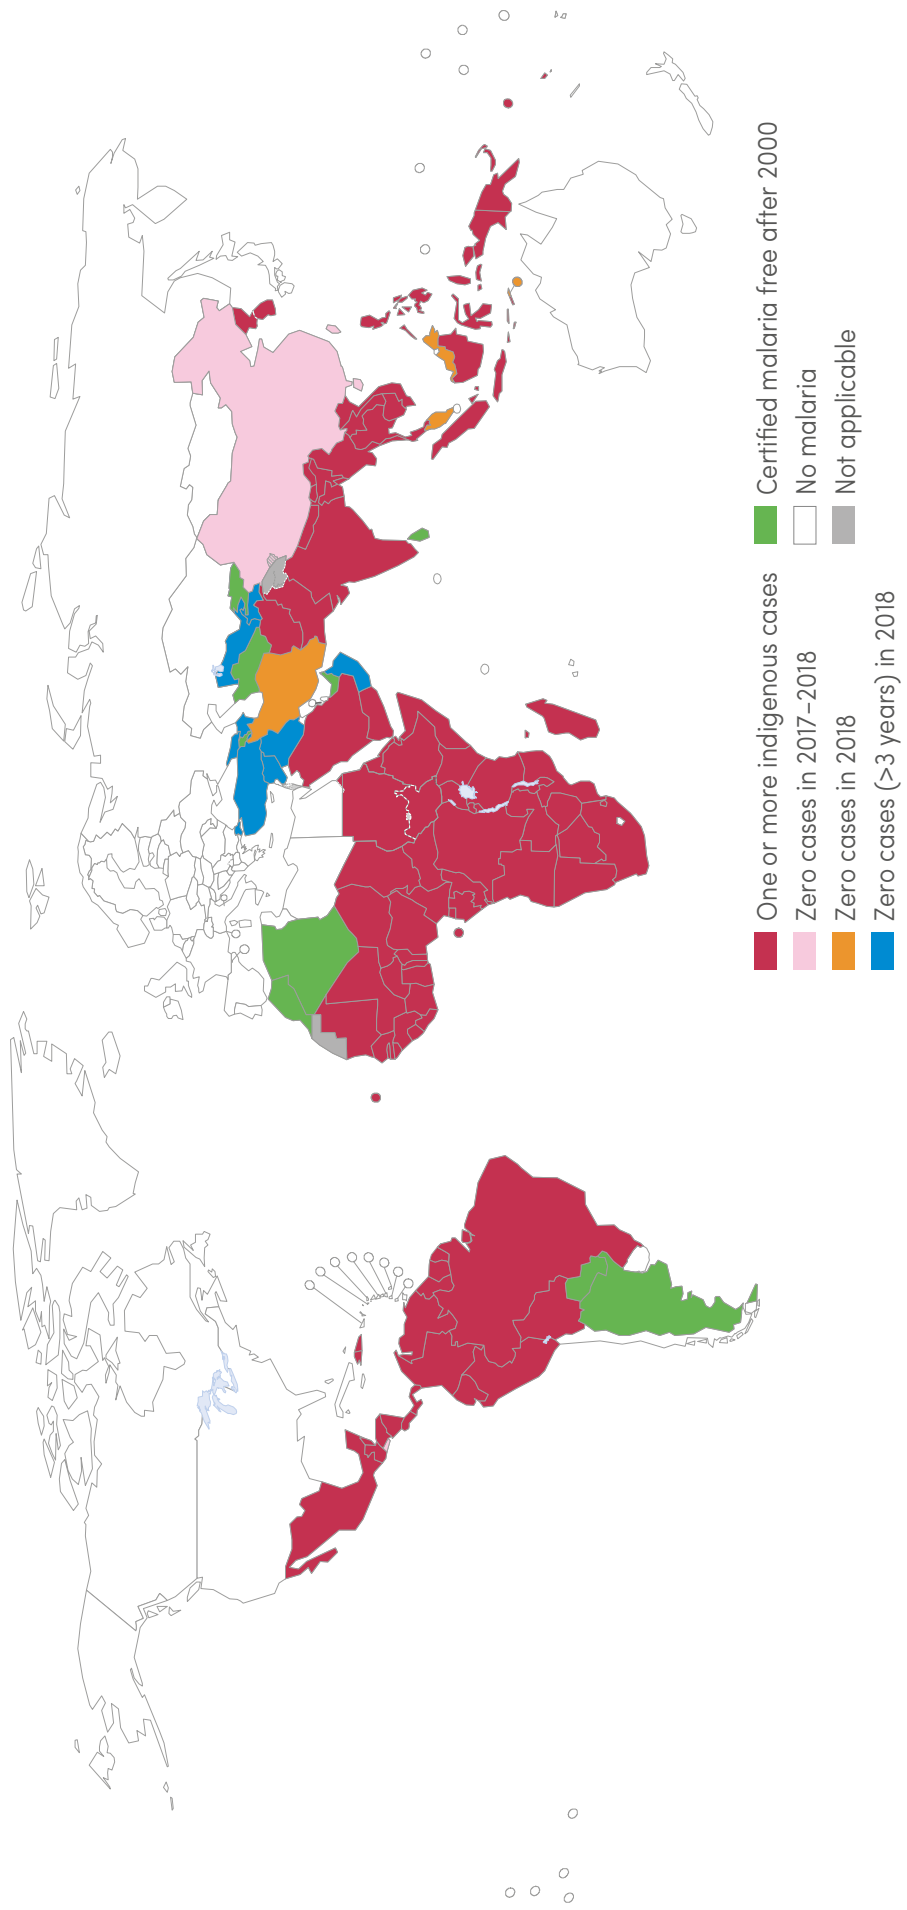 One or more indigenous cases
Zero cases in 2017–2018
Zero cases in 2018
Zero cases (>3 years) in 2018
Certified malaria free after 2000
No malaria
Not applicable